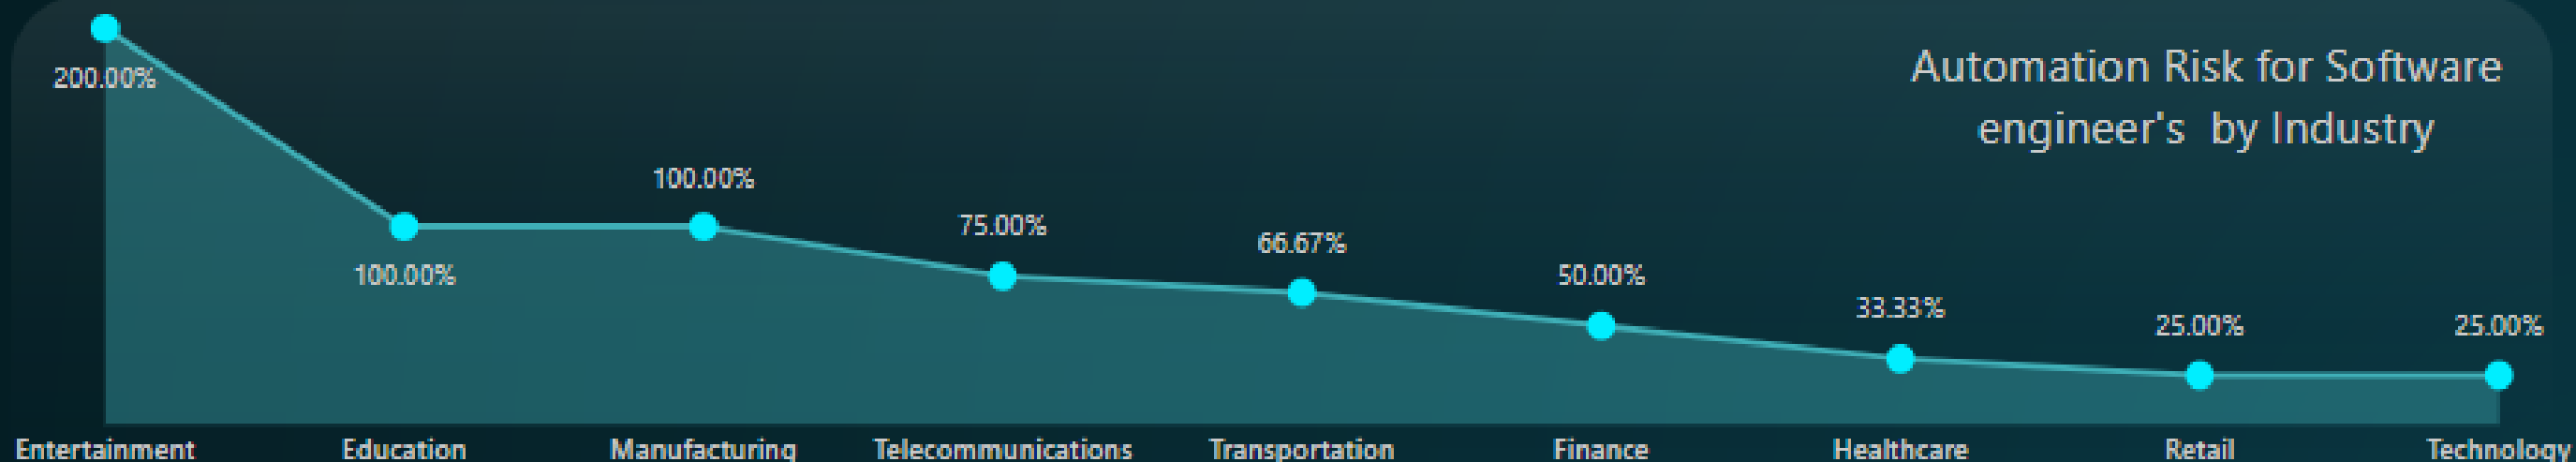 Automation Risk for Software
engineer's  by Industry
200.00%
100.00%
100.00%
75.00%
66.67%
50.00%
33.33%
25.00%
25.00%
Entertainment
Education
Manufacturing
Telecommunications
Transportation
Finance
Healthcare
Retail
Technology